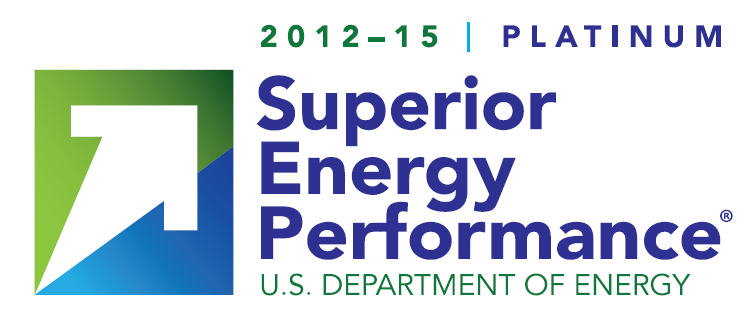 2012–15 | PLATINUM
Superior
Energy
Performance®
U.S. DEPARTMENT OF ENERGY